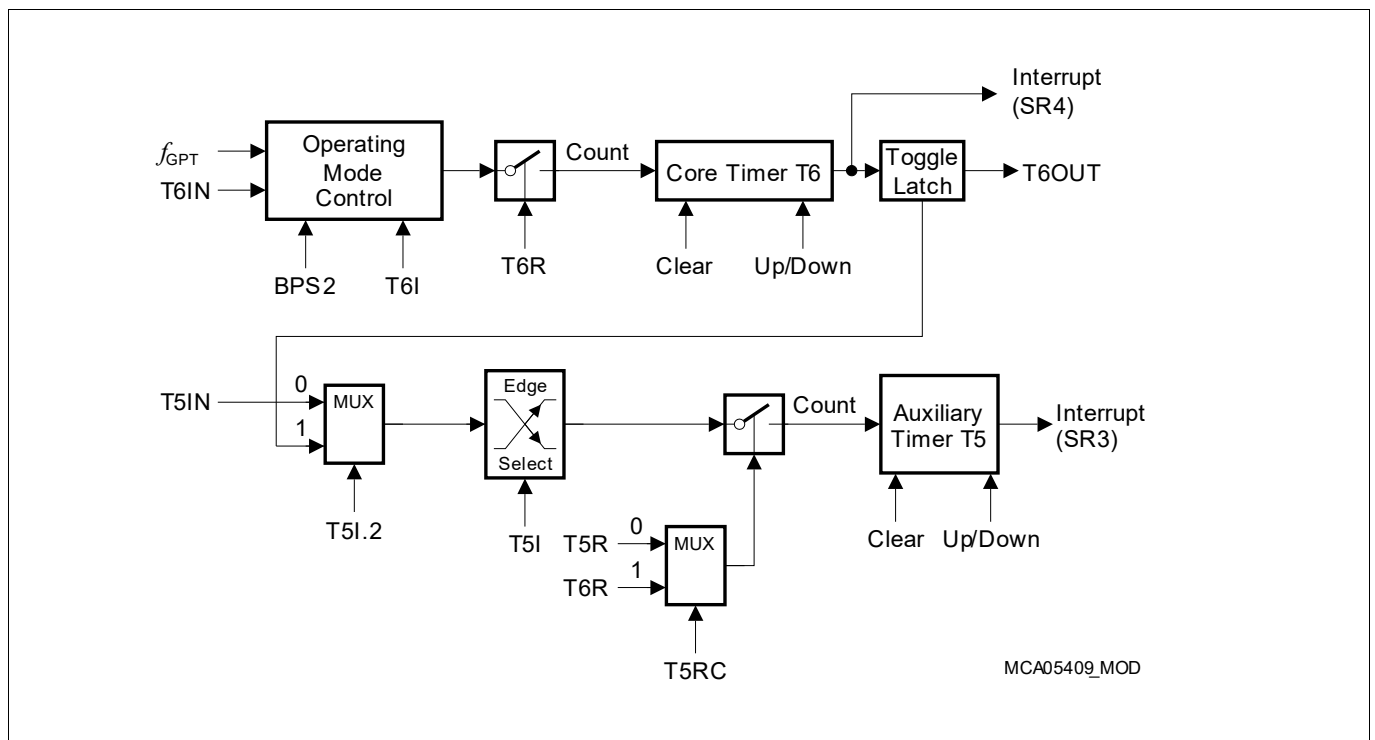 Interrupt
(SR4)
fGPT
T6IN
Operating
Mode
Control
Count
Core Timer T6
Toggle
Latch
T6OUT
BPS2
T6I
T6R
Clear
Up/Down
T5IN
0
1
MUX
T5I.2
Edge
Select
T5I
Count
Auxiliary
Timer T5
Interrupt
(SR3)
Clear
Up/Down
T5R
0
T6R
1
MUX
T5RC
MCA05409_MOD